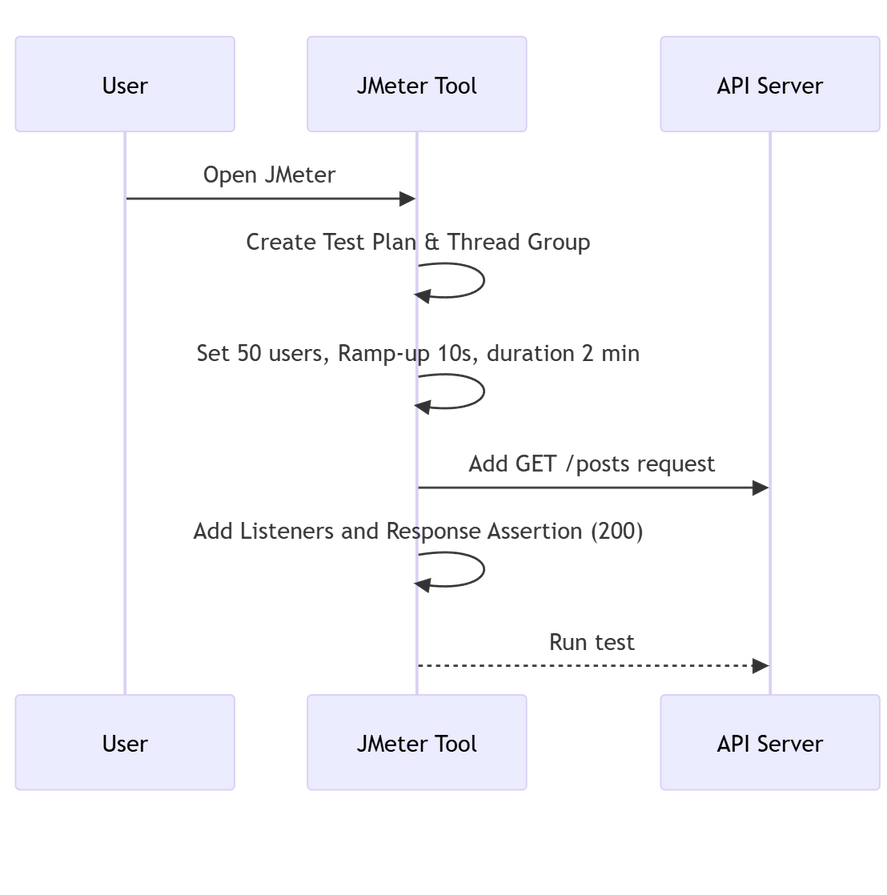 User
JMeter Tool
API Server
Open JMeter
Create Test Plan & Thread Group
Set 50 users, Ramp-up 10s, duration 2 min
Add GET /posts request
Add Listeners and Response Assertion (200)
Run test
User
JMeter Tool
API Server